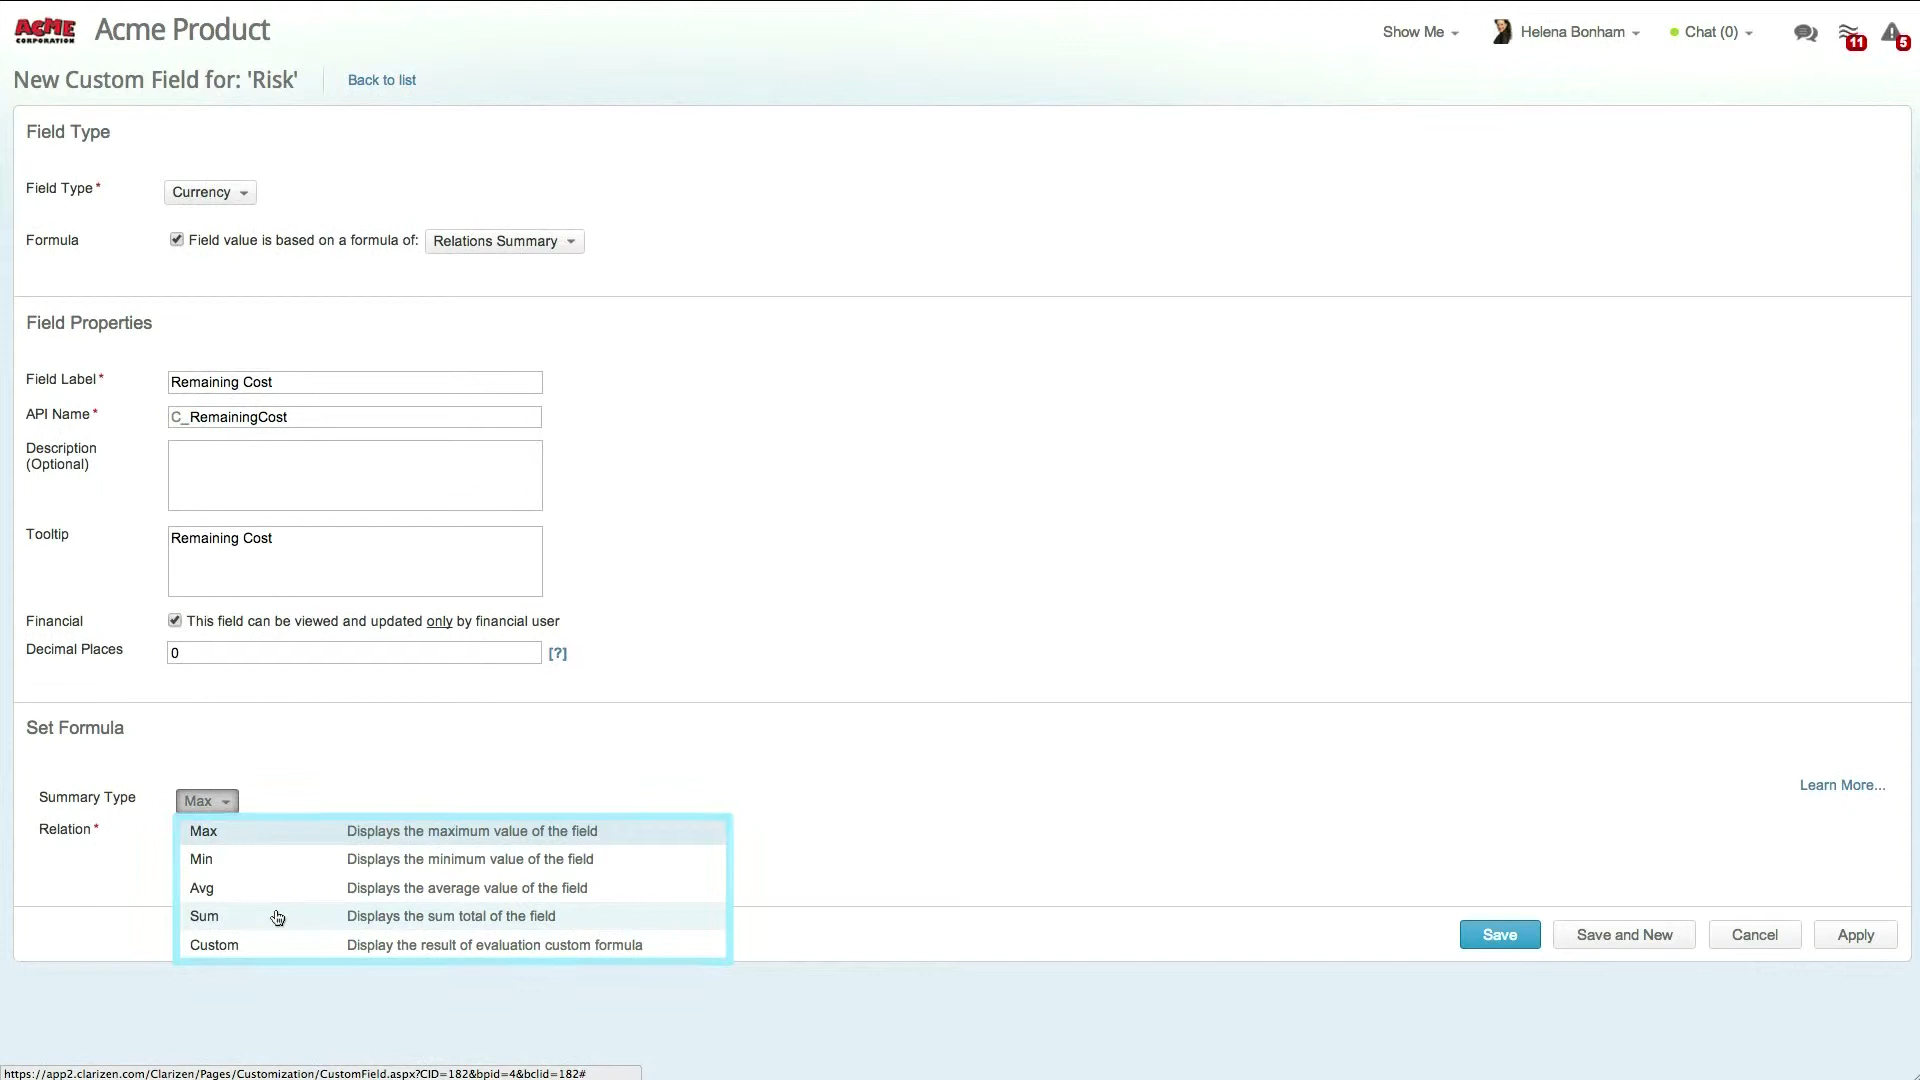 ACME
CORPORATION
Acme Product
Show Me
Helena Bonham
Chat (0)
11
5
New Custom Field for: 'Risk'
Back to list
Field Type
Field Type*
Currency
Formula
Field value is based on a formula of:
Relations Summary
Field Properties
Field Label*
Remaining Cost
API Name*
C_RemainingCost
Description
(Optional)
Tooltip
Remaining Cost
Financial
This field can be viewed and updated only by financial user
Decimal Places
0
[?]
Set Formula
Learn More...
Summary Type
Max
Relation*
Max Displays the maximum value of the field
Min Displays the minimum value of the field
Avg Displays the average value of the field
Sum Displays the sum total of the field
Custom Display the result of evaluation custom formula
Save
Save and New
Cancel
Apply
https://app2.clarizen.com/Clarizen/Pages/Customization/CustomField.aspx?CID=182&bpid=4&bclid=182#